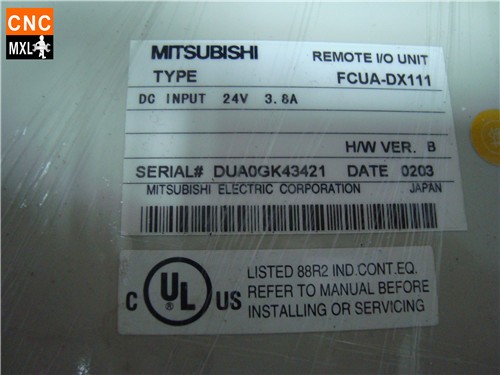 CNC
MXL
MITSUBISHI REMOTE I/O UNIT
TYPE FCUA-DX111
DC INPUT 24V 3.8A
H/W VER. B
SERIAL# DUA0GK43421 DATE 0203
MITSUBISHI ELECTRIC CORPORATION JAPAN
C UL US
LISTED 88R2 IND.CONT.EQ.
REFER TO MANUAL BEFORE
INSTALLING OR SERVICING